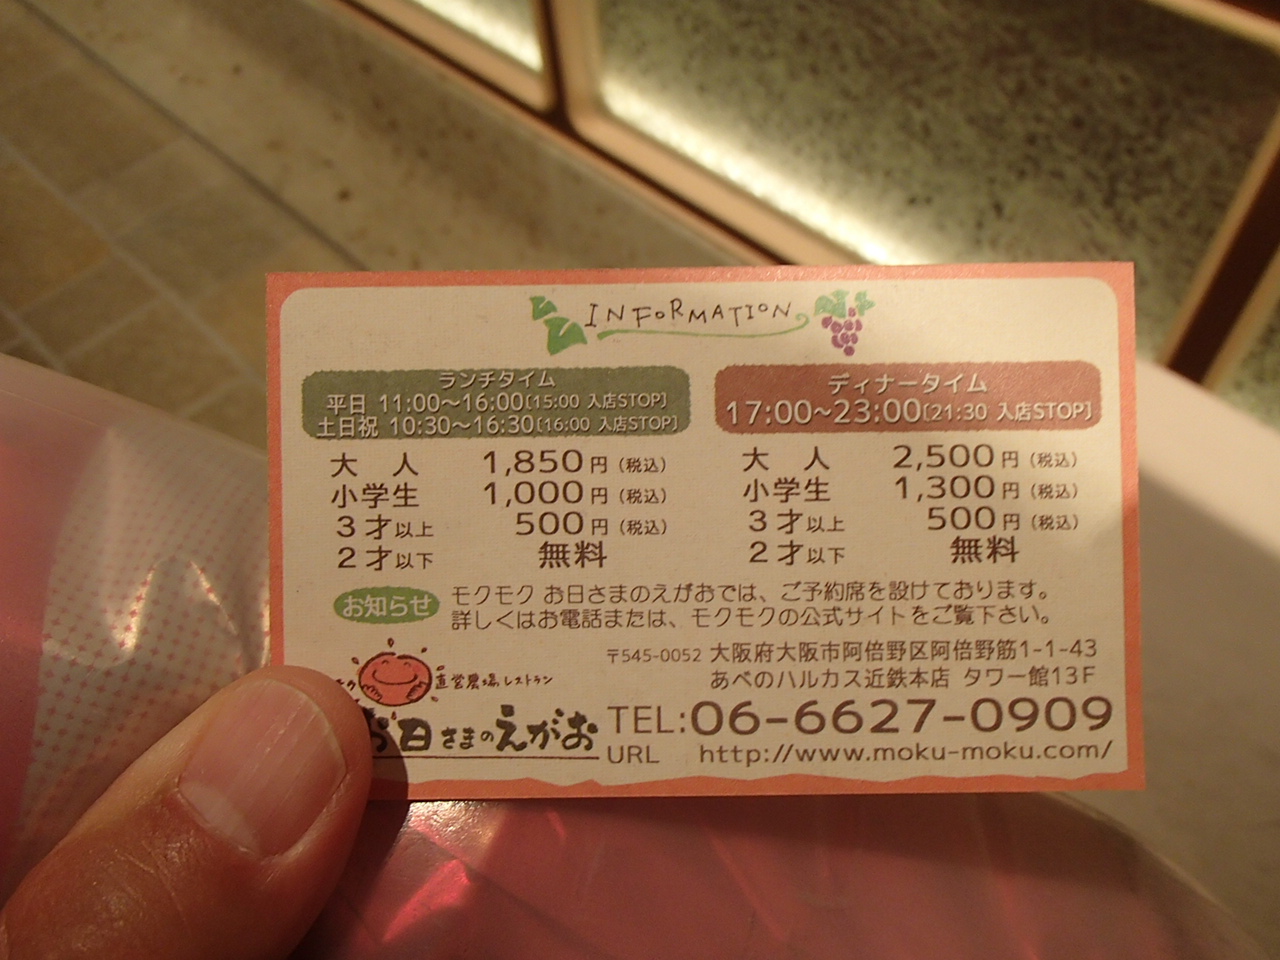 INFORMATION
ランチタイム
平日 11:00〜16:00[15:00 入店STOP]
土日祝 10:30〜16:30[16:00 入店STOP]
大　人 1,850円(税込)
小学生 1,000円(税込)
3才以上 500円(税込)
2才以下 無料
ディナータイム
17:00〜23:00[21:30 入店STOP]
大　人 2,500円(税込)
小学生 1,300円(税込)
3才以上 500円(税込)
2才以下 無料
お知らせ
モクモク お日さまのえがおでは、ご予約席を設けております。
詳しくはお電話または、モクモクの公式サイトをご覧下さい。
直営農場レストラン
お日さまのえがお
〒545-0052 大阪府大阪市阿倍野区阿倍野筋1-1-43
あべのハルカス近鉄本店 タワー館13F
TEL:06-6627-0909
URL http://www.moku-moku.com/